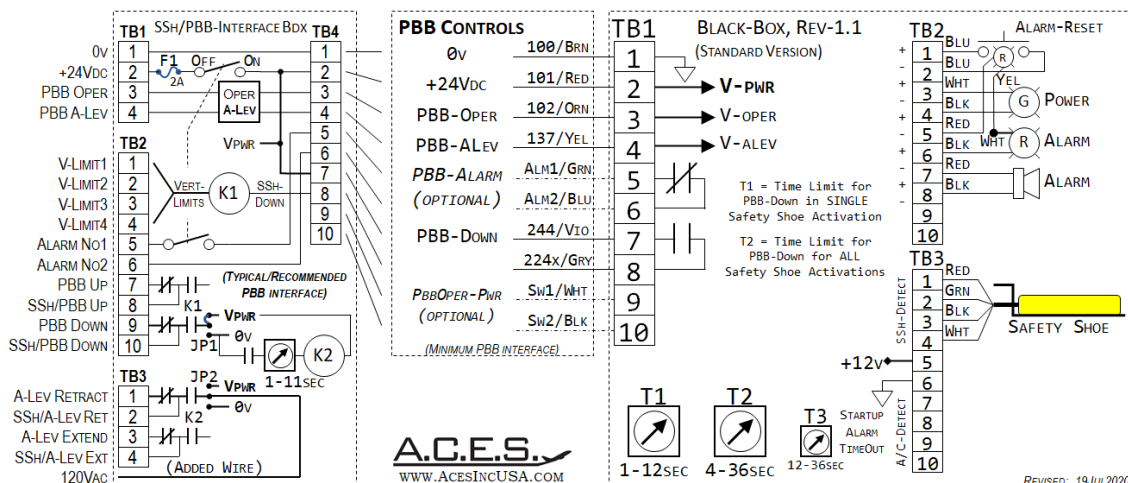 SSH/PBB-INTERFACE BOX
TB1
TB4
0V
1
1
+24VDC
2
F1
2A
OFF
ON
2
PBB OPER
3
OPER
A-LEV
3
PBB A-LEV
4
4
5
6
7
8
9
10
VPWR
TB2
V-LIMIT1
1
V-LIMIT2
2
V-LIMIT3
3
V-LIMIT4
4
VERT-
LIMITS
K1
SSH-
DOWN
ALARM NO1
5
ALARM NO2
6
PBB UP
7
SSH/PBB UP
8
PBB DOWN
9
SSH/PBB DOWN
10
(TYPICAL/RECOMMENDED
PBB INTERFACE)
K1
VPWR
0V
JP1
K2
1-11SEC
TB3
A-LEV RETRACT
1
SSH/A-LEV RET
2
A-LEV EXTEND
3
SSH/A-LEV EXT
4
120VAC
JP2
VPWR
0V
K2
(ADDED WIRE)
PBB CONTROLS
0V
100/BRN
+24VDC
101/RED
PBB-OPER
102/ORN
PBB-ALEV
137/YEL
PBB-ALARM
(OPTIONAL)
ALM1/GRN
ALM2/BLU
PBB-DOWN
244/VIO
224X/GRY
PBBOPER-PWR
(OPTIONAL)
SW1/WHT
SW2/BLK
(MINIMUM PBB INTERFACE)
A.C.E.S.
WWW.ACESINCUSA.COM
TB1
BLACK-BOX, REV-1.1
(STANDARD VERSION)
1
2
V-PWR
3
V-OPER
4
V-ALEV
5
6
7
8
9
10
T1 = Time Limit for
PBB-Down in SINGLE
Safety Shoe Activation
T2 = Time Limit for
PBB-Down for ALL
Safety Shoe Activations
T1
1-12SEC
T2
4-36SEC
T3
12-36SEC
STARTUP
ALARM
TIMEOUT
TB2
ALARM-RESET
+
1
BLU
R
-
2
BLU
YEL
+
3
WHT
G
POWER
-
4
BLK
+
5
RED
WHT
R
ALARM
-
6
BLK
+
7
RED
ALARM
-
8
BLK
9
10
TB3
SSH-DETECT
1
RED
2
GRN
3
BLK
4
WHT
SAFETY SHOE
+12V
5
6
A/C-DETECT
7
8
9
10
REVISED: 19JUL2020